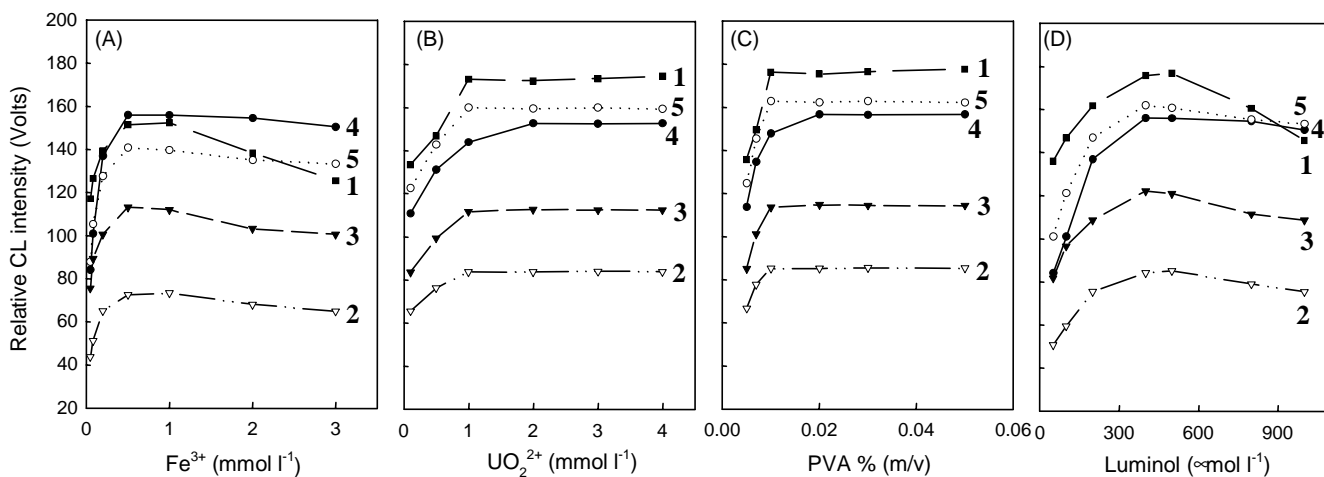 Relative CL intensity (Volts)
200
180
160
140
120
100
80
60
40
20
(A)
4
5
1
3
2
0 1 2 3
Fe³⁺ (mmol l⁻¹)
(B)
1
5
4
3
2
0 1 2 3 4
UO₂²⁺ (mmol l⁻¹)
(C)
1
5
4
3
2
0.00 0.02 0.04 0.06
PVA % (m/v)
(D)
5
4
1
3
2
0 300 600 900
Luminol (∝mol l⁻¹)